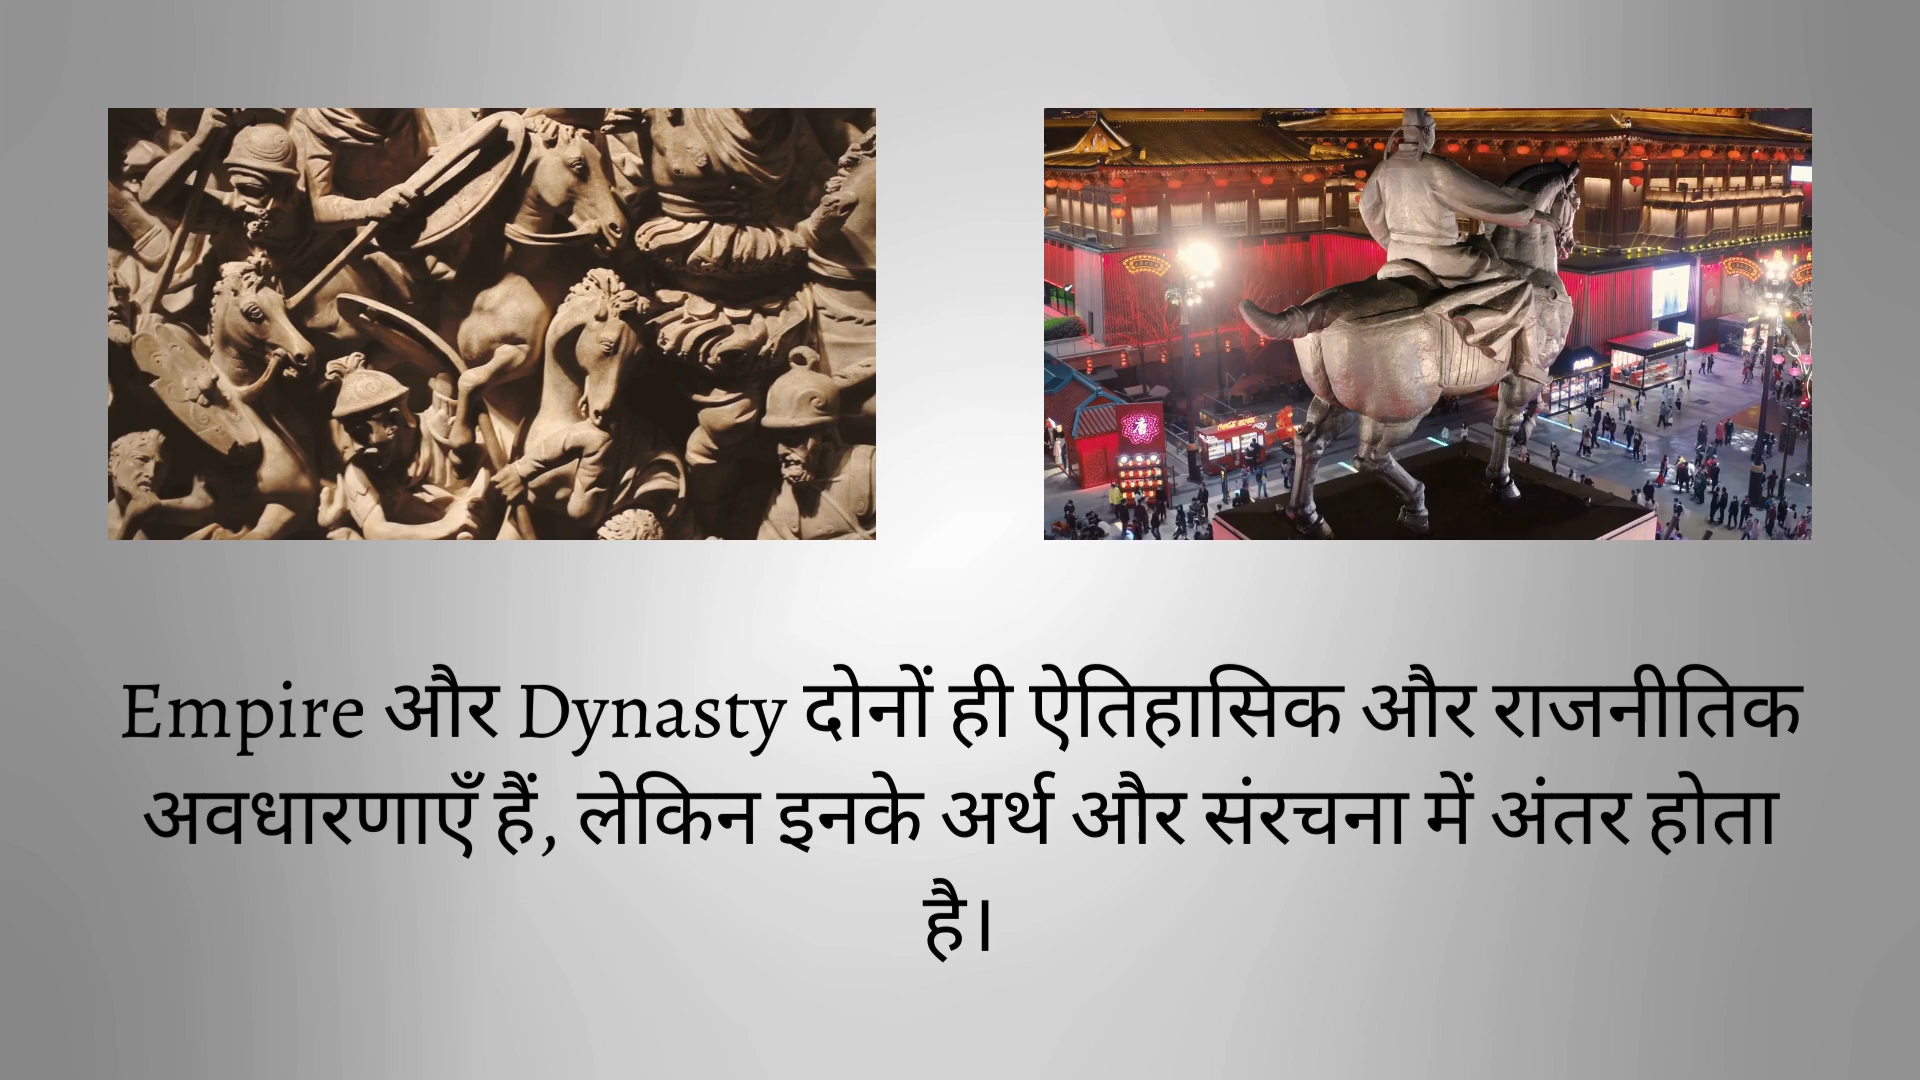 Empire और Dynasty दोनों ही ऐतिहासिक और राजनीतिक
अवधारणाएँ हैं, लेकिन इनके अर्थ और संरचना में अंतर होता
है।